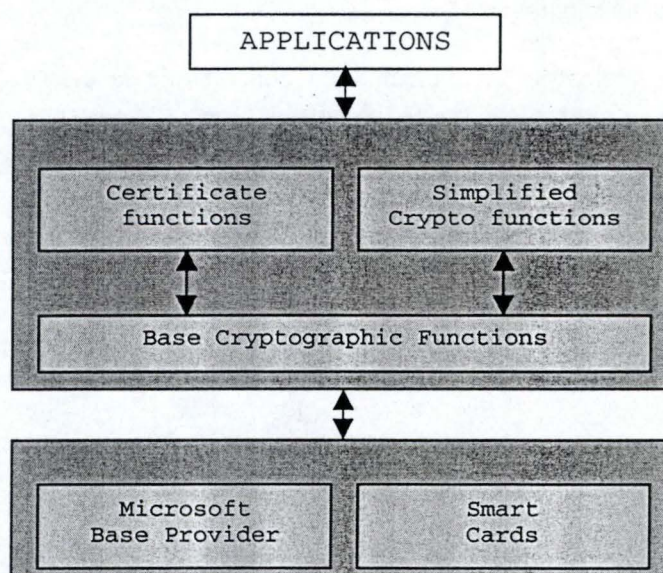 APPLICATIONS
Certificate
functions
Simplified
Crypto functions
Base Cryptographic Functions
Microsoft
Base Provider
Smart
Cards